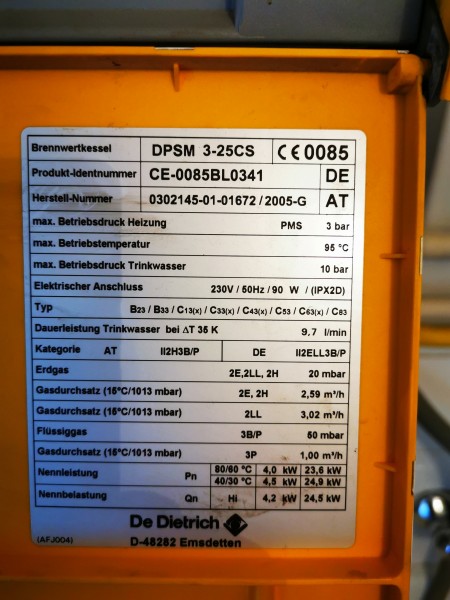 Brennwertkessel DPSM 3-25CS CE 0085
Produkt-Identnummer CE-0085BL0341 DE
Herstell-Nummer 0302145-01-01672 / 2005-G AT
max. Betriebsdruck Heizung PMS 3 bar
max. Betriebstemperatur 95 °C
max. Betriebsdruck Trinkwasser 10 bar
Elektrischer Anschluss 230V / 50Hz / 90 W / (IPX2D)
Typ B23 / B33 / C13(x) / C33(x) / C43(x) / C53 / C63(x) / C83
Dauerleistung Trinkwasser bei ΔT 35 K 9,7 l/min
Kategorie AT II2H3B/P DE II2ELL3B/P
Erdgas 2E,2LL, 2H 20 mbar
Gasdurchsatz (15°C/1013 mbar) 2E, 2H 2,59 m³/h
Gasdurchsatz (15°C/1013 mbar) 2LL 3,02 m³/h
Flüssiggas 3B/P 50 mbar
Gasdurchsatz (15°C/1013 mbar) 3P 1,00 m³/h
Nennleistung Pn 80/60 °C 4,0 kW 23,6 kW
40/30 °C 4,5 kW 24,9 kW
Nennbelastung Qn Hi 4,2 kW 24,5 kW
De Dietrich
(AFJ004) D-48282 Emsdetten